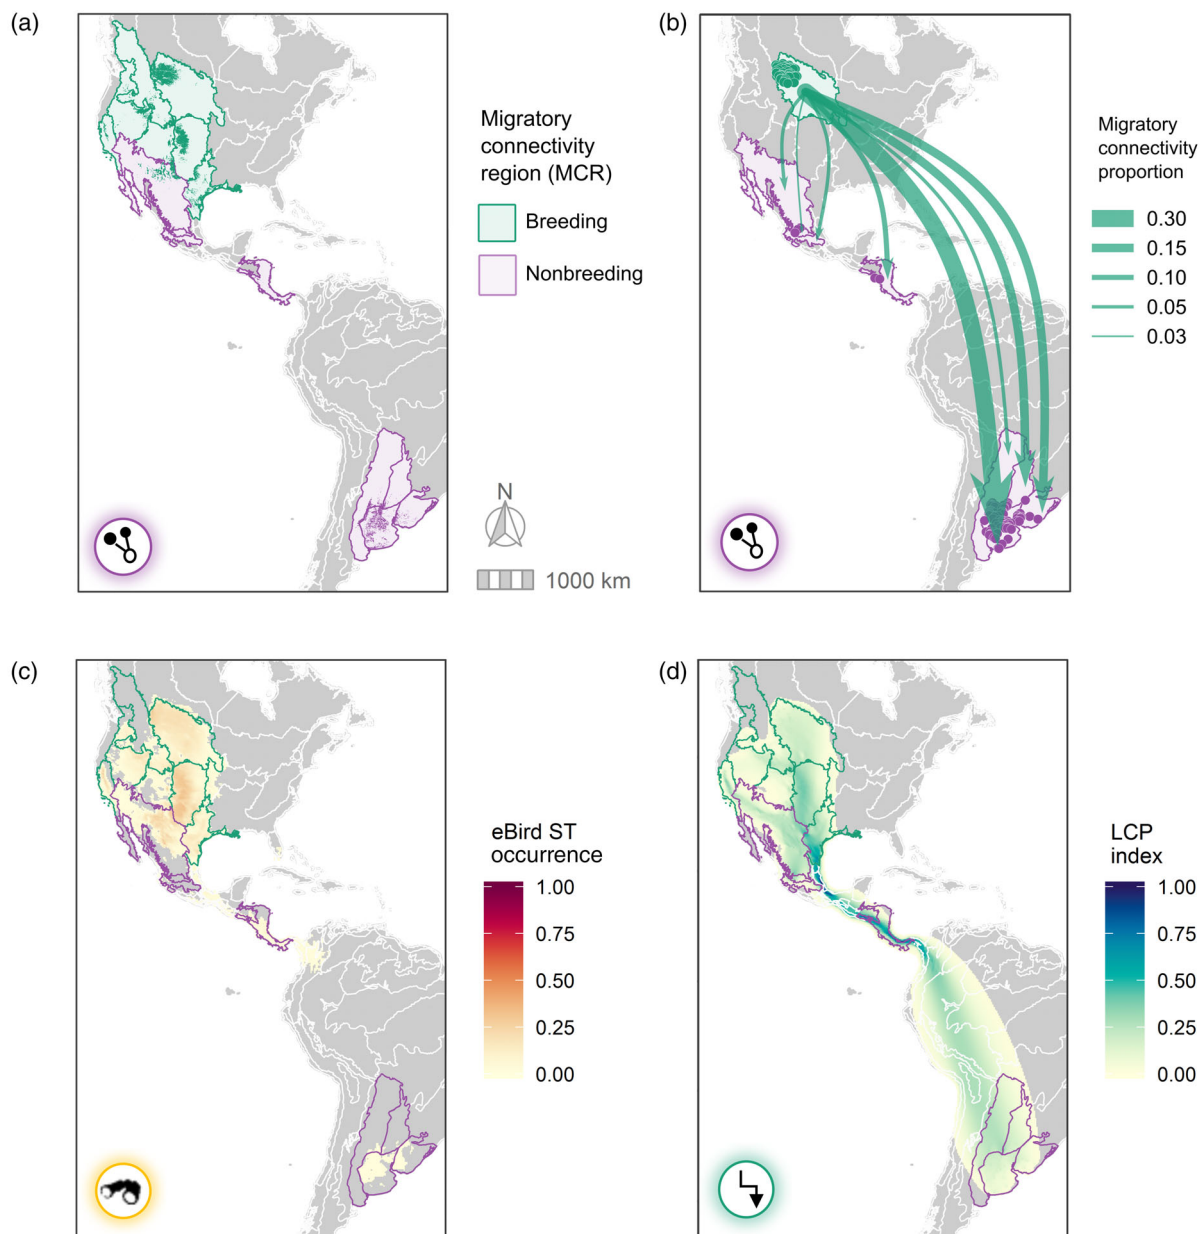 (a)
Migratory
connectivity
region (MCR)
Breeding
Nonbreeding
N
1000 km
(b)
Migratory
connectivity
proportion
0.30
0.15
0.10
0.05
0.03
(c)
eBird ST
occurrence
1.00
0.75
0.50
0.25
0.00
(d)
LCP
index
1.00
0.75
0.50
0.25
0.00